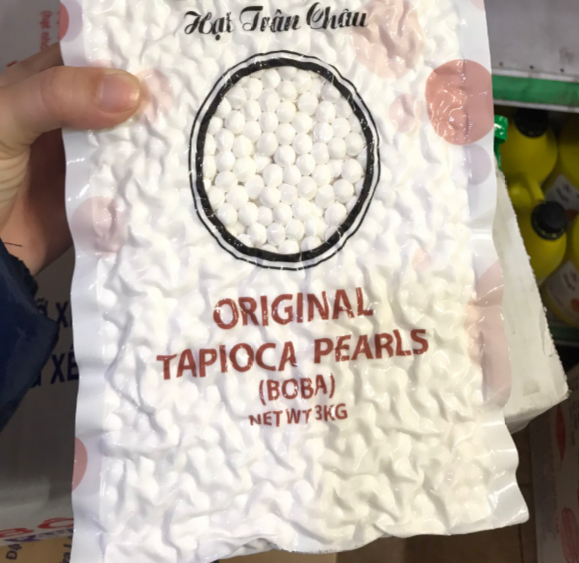 Hạt Trân Châu
ORIGINAL
TAPIOCA PEARLS
(BOBA)
NET WT 3KG